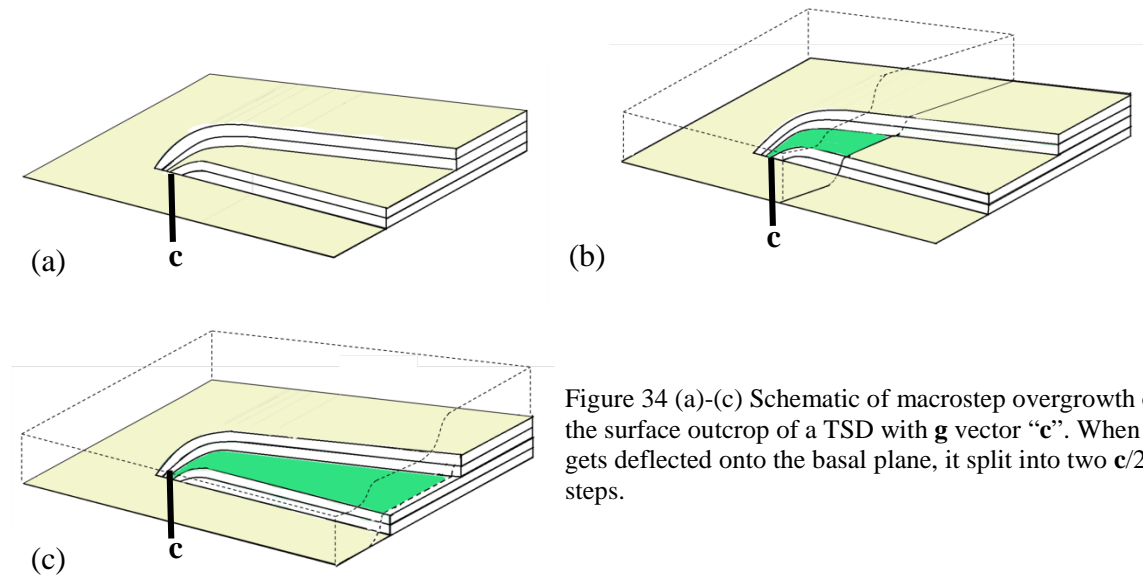 (a)
c
(b)
c
(c)
c
Figure 34 (a)-(c) Schematic of macrostep overgrowth
the surface outcrop of a TSD with g vector “c”. When
gets deflected onto the basal plane, it split into two c/2
steps.